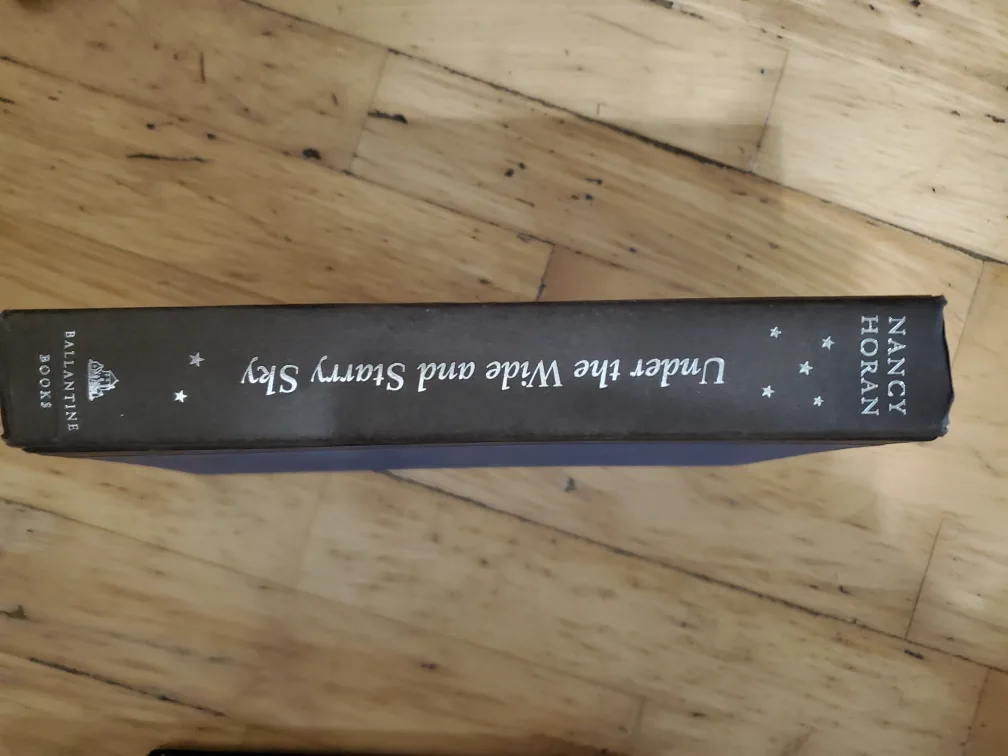 NANCY
HORAN
Under the Wide and Starry Sky
BALLANTINE
BOOKS